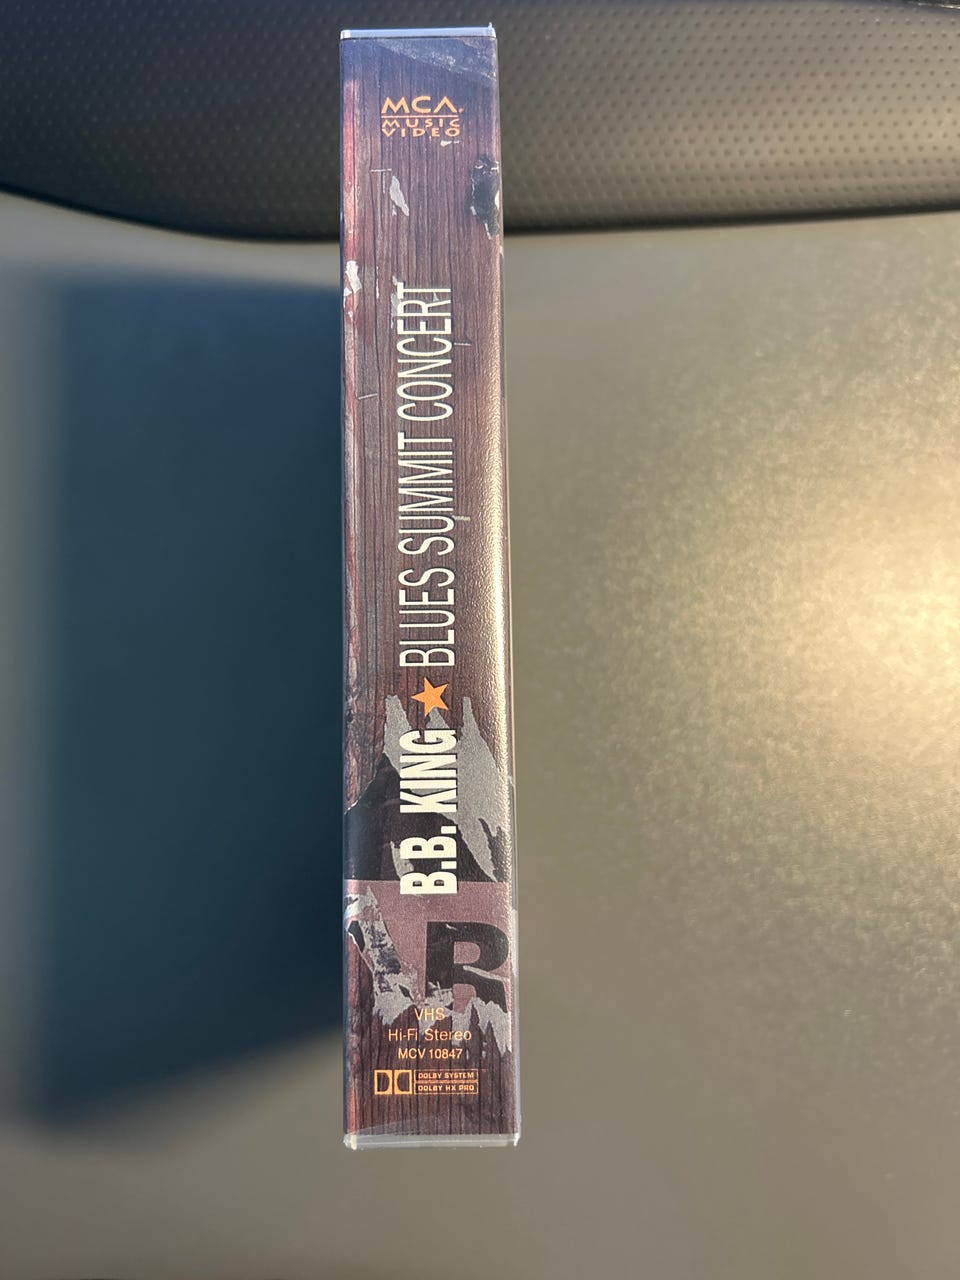 MCA
MUSIC
VIDEO
B.B. KING ★ BLUES SUMMIT CONCERT
B
VHS
Hi-Fi Stereo
MCV 10847
DOLBY SYSTEM
DOLBY HX PRO